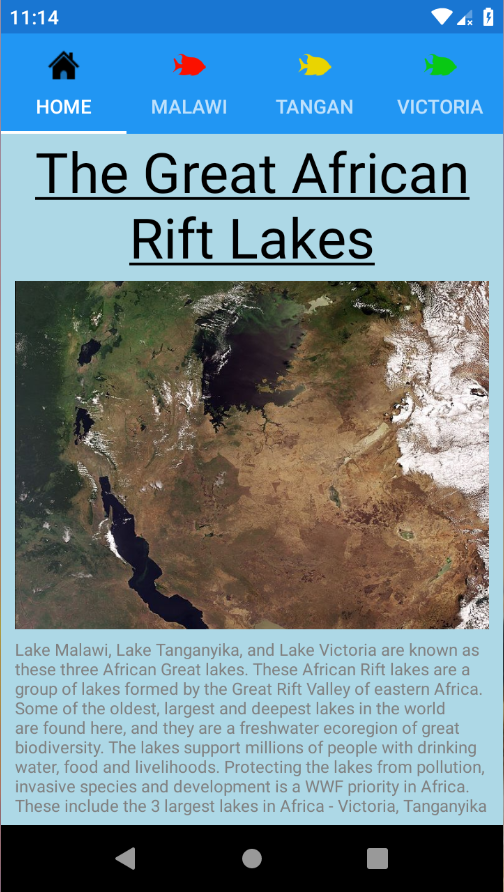 11:14
HOME
MALAWI
TANGAN
VICTORIA
The Great African
Rift Lakes
Lake Malawi, Lake Tanganyika, and Lake Victoria are known as
these three African Great lakes. These African Rift lakes are a
group of lakes formed by the Great Rift Valley of eastern Africa.
Some of the oldest, largest and deepest lakes in the world
are found here, and they are a freshwater ecoregion of great
biodiversity. The lakes support millions of people with drinking
water, food and livelihoods. Protecting the lakes from pollution,
invasive species and development is a WWF priority in Africa.
These include the 3 largest lakes in Africa - Victoria, Tanganyika